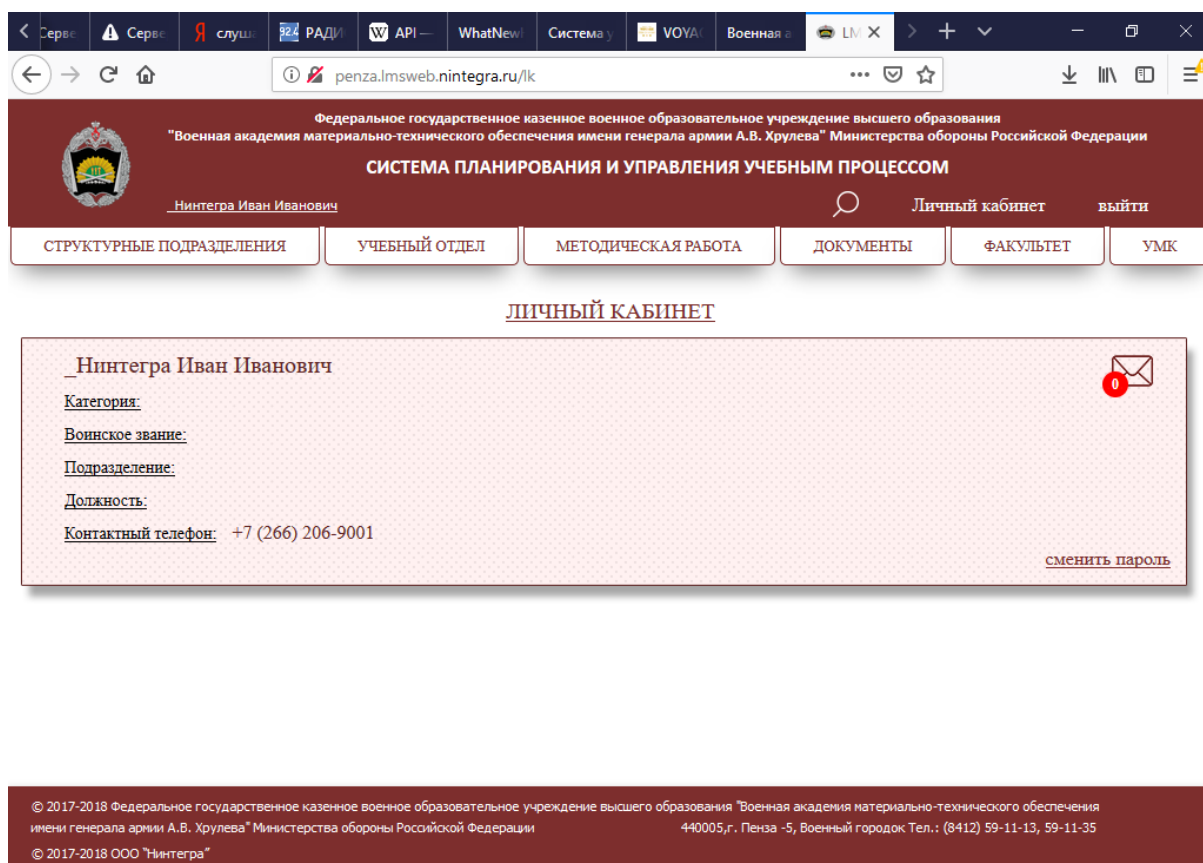 Серве
Серве
слуша
92.4 РАДИ
API —
WhatNew
Система у
VOYA
Военная а
LM
penza.lmsweb.nintegra.ru/lk
Федеральное государственное казенное военное образовательное учреждение высшего образования
"Военная академия материально-технического обеспечения имени генерала армии А.В. Хрулева" Министерства обороны Российской Федерации
СИСТЕМА ПЛАНИРОВАНИЯ И УПРАВЛЕНИЯ УЧЕБНЫМ ПРОЦЕССОМ
_Нинтегра Иван Иванович
Личный кабинет
выйти
СТРУКТУРНЫЕ ПОДРАЗДЕЛЕНИЯ
УЧЕБНЫЙ ОТДЕЛ
МЕТОДИЧЕСКАЯ РАБОТА
ДОКУМЕНТЫ
ФАКУЛЬТЕТ
УМК
ЛИЧНЫЙ КАБИНЕТ
_Нинтегра Иван Иванович
0
Категория:
Воинское звание:
Подразделение:
Должность:
Контактный телефон: +7 (266) 206-9001
сменить пароль
© 2017-2018 Федеральное государственное казенное военное образовательное учреждение высшего образования "Военная академия материально-технического обеспечения
имени генерала армии А.В. Хрулева" Министерства обороны Российской Федерации 440005,г. Пенза -5, Военный городок Тел.: (8412) 59-11-13, 59-11-35
© 2017-2018 ООО "Нинтегра"